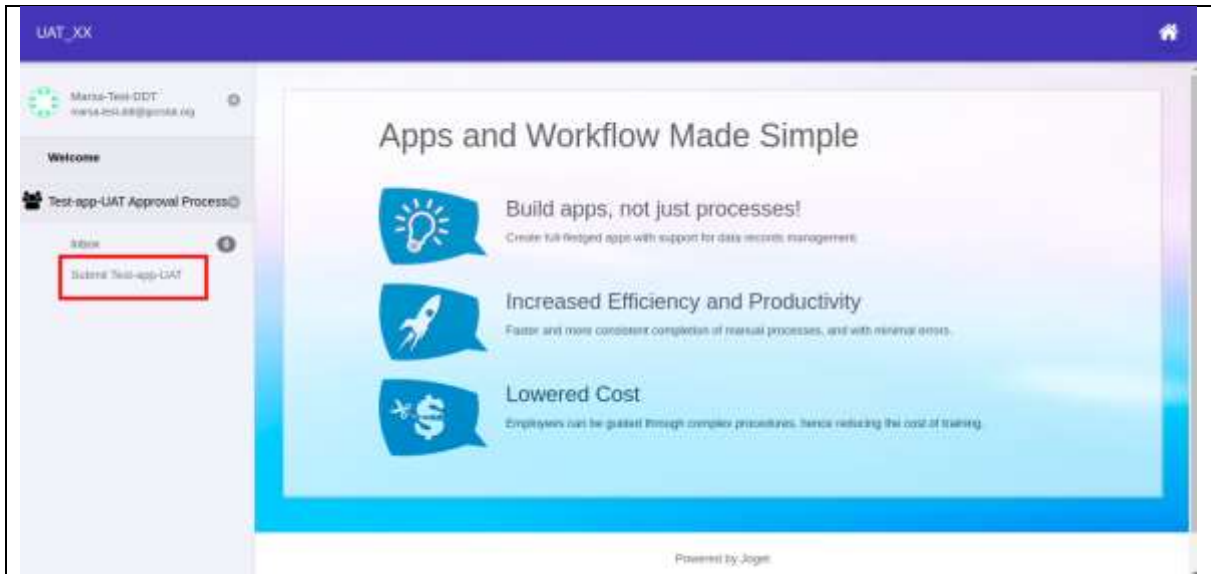 UAT_XX
Marsa-Test-DDT
Welcome
Test-app-UAT Approval Process
Inbox
Submit Test-app-UAT
Apps and Workflow Made Simple
Build apps, not just processes!
Create full-fledged apps with support for data records management.
Increased Efficiency and Productivity
Faster and more consistent completion of manual processes, and with minimal errors.
Lowered Cost
Employees can be guided through complex procedures, hence reducing the cost of training.
Powered by Joget